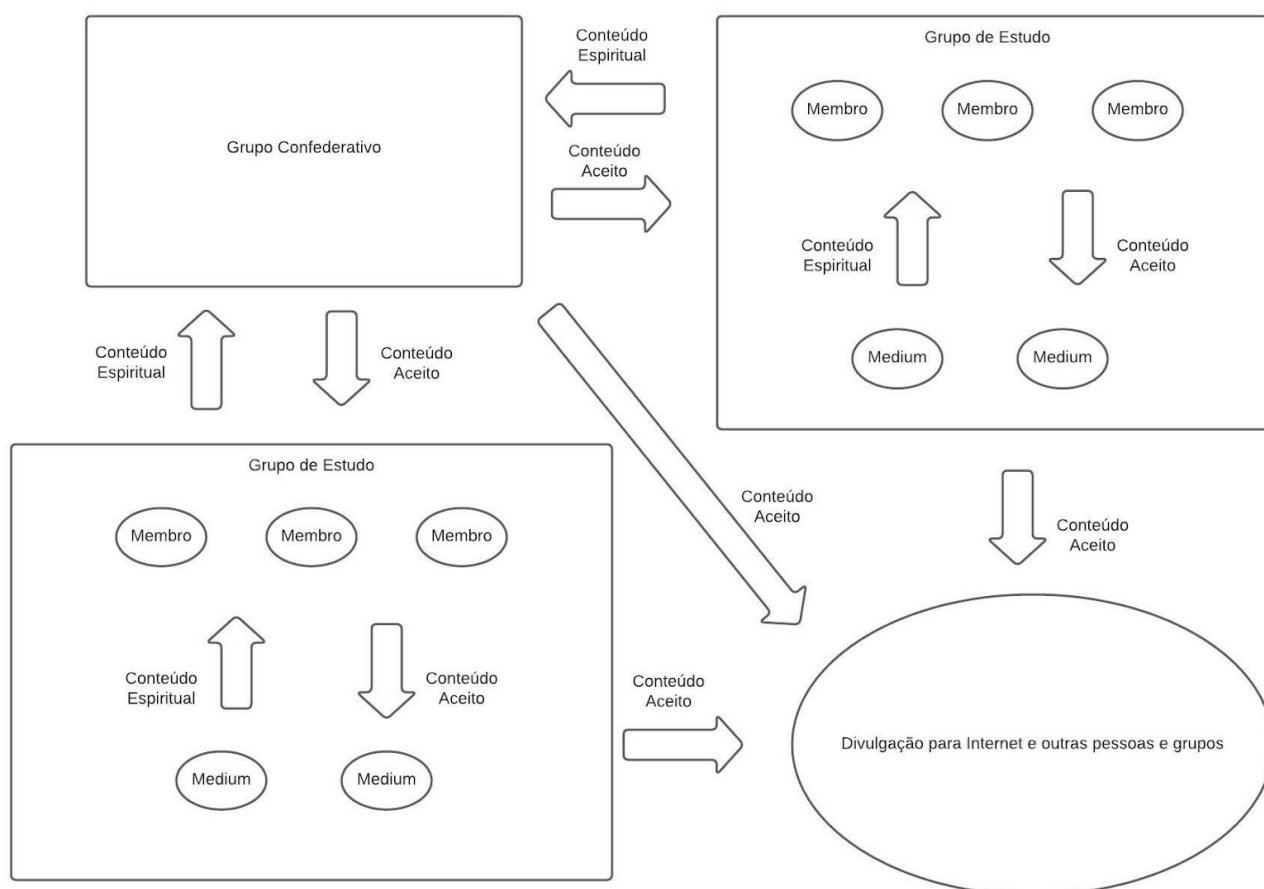 Grupo Confederativo
Conteúdo
Espiritual
Conteúdo
Aceito
Grupo de Estudo
Membro
Membro
Membro
Conteúdo
Espiritual
Conteúdo
Aceito
Medium
Medium
Conteúdo
Espiritual
Conteúdo
Aceito
Grupo de Estudo
Membro
Membro
Membro
Conteúdo
Espiritual
Conteúdo
Aceito
Medium
Medium
Conteúdo
Aceito
Conteúdo
Aceito
Conteúdo
Aceito
Divulgação para Internet e outras pessoas e grupos